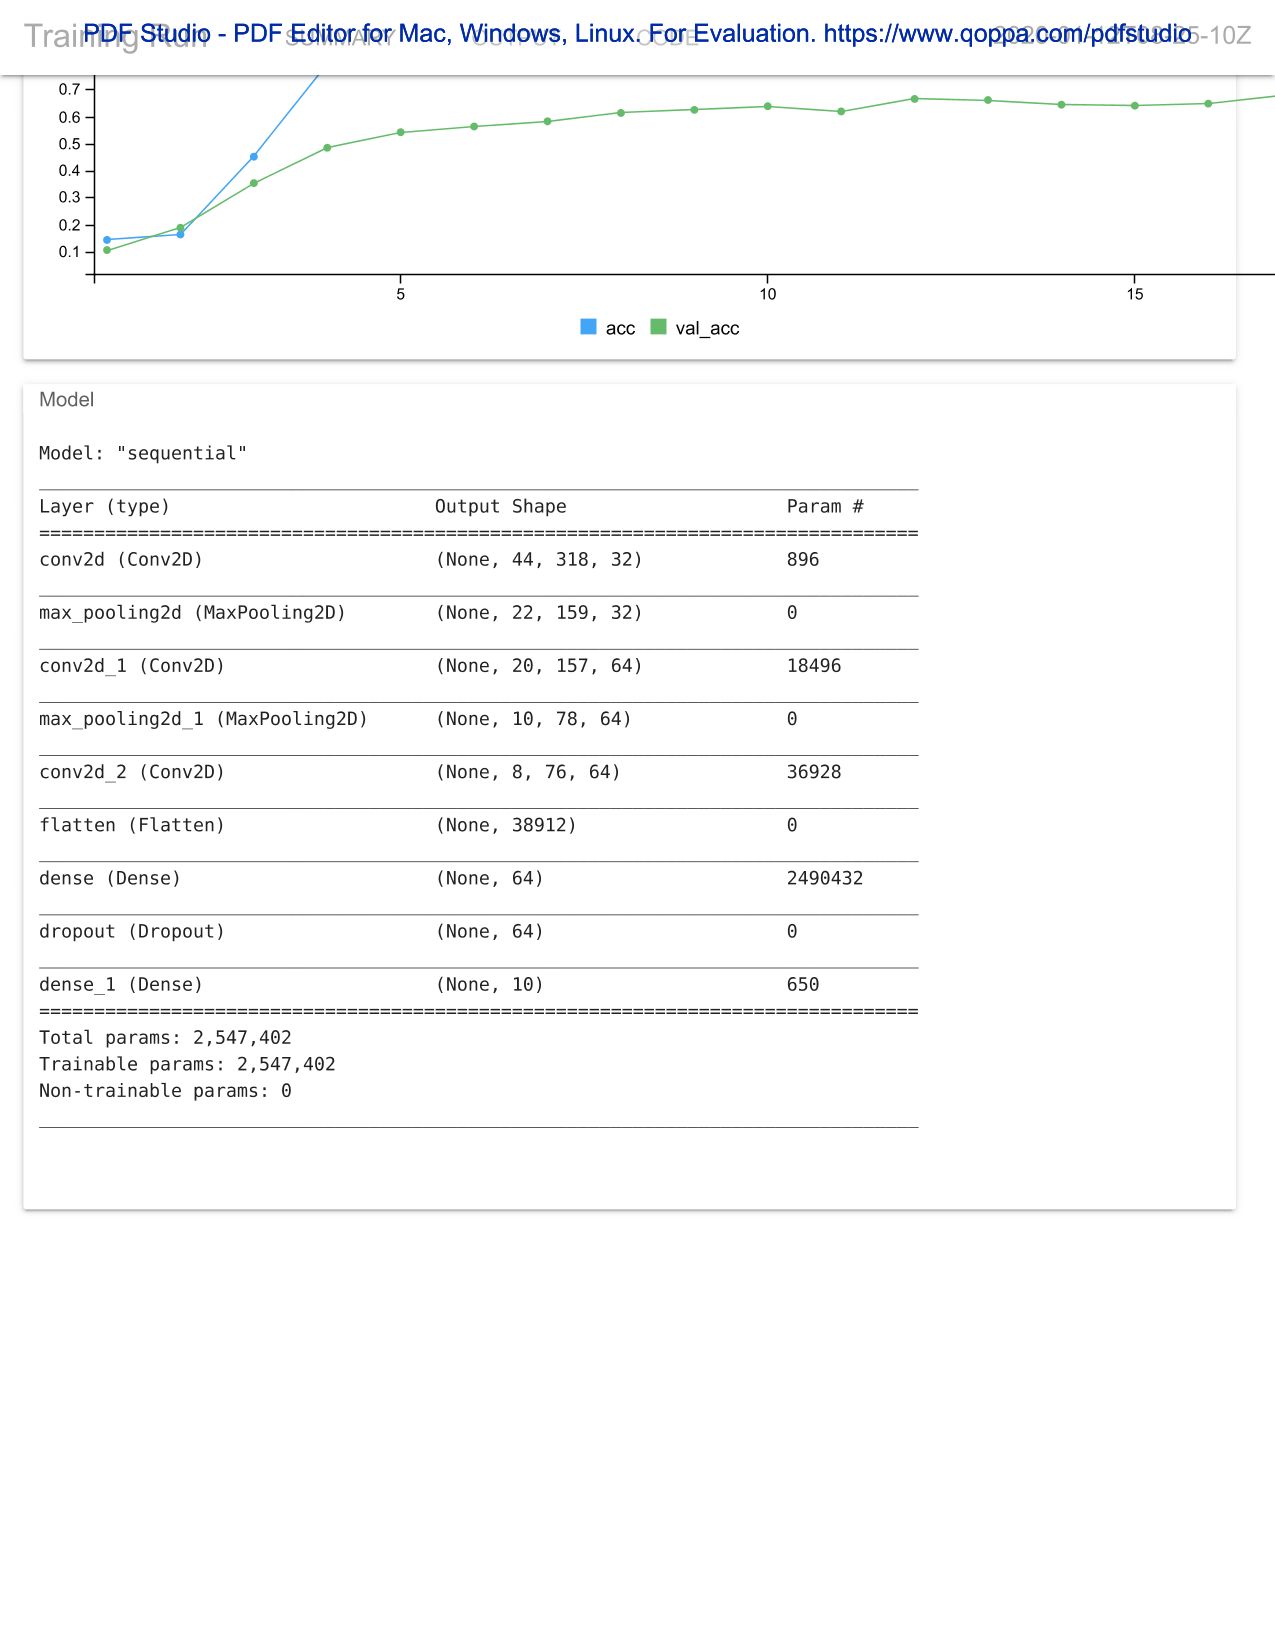 Training Run SUMMARY OUTPUT CODE
PDF Studio - PDF Editor for Mac, Windows, Linux. For Evaluation. https://www.qoppa.com/pdfstudio
0.7
0.6
0.5
0.4
0.3
0.2
0.1
5 10 15
acc val_acc
Model
Model: "sequential"
Layer (type) Output Shape Param #
conv2d (Conv2D) (None, 44, 318, 32) 896
max_pooling2d (MaxPooling2D) (None, 22, 159, 32) 0
conv2d_1 (Conv2D) (None, 20, 157, 64) 18496
max_pooling2d_1 (MaxPooling2D) (None, 10, 78, 64) 0
conv2d_2 (Conv2D) (None, 8, 76, 64) 36928
flatten (Flatten) (None, 38912) 0
dense (Dense) (None, 64) 2490432
dropout (Dropout) (None, 64) 0
dense_1 (Dense) (None, 10) 650
Total params: 2,547,402
Trainable params: 2,547,402
Non-trainable params: 0